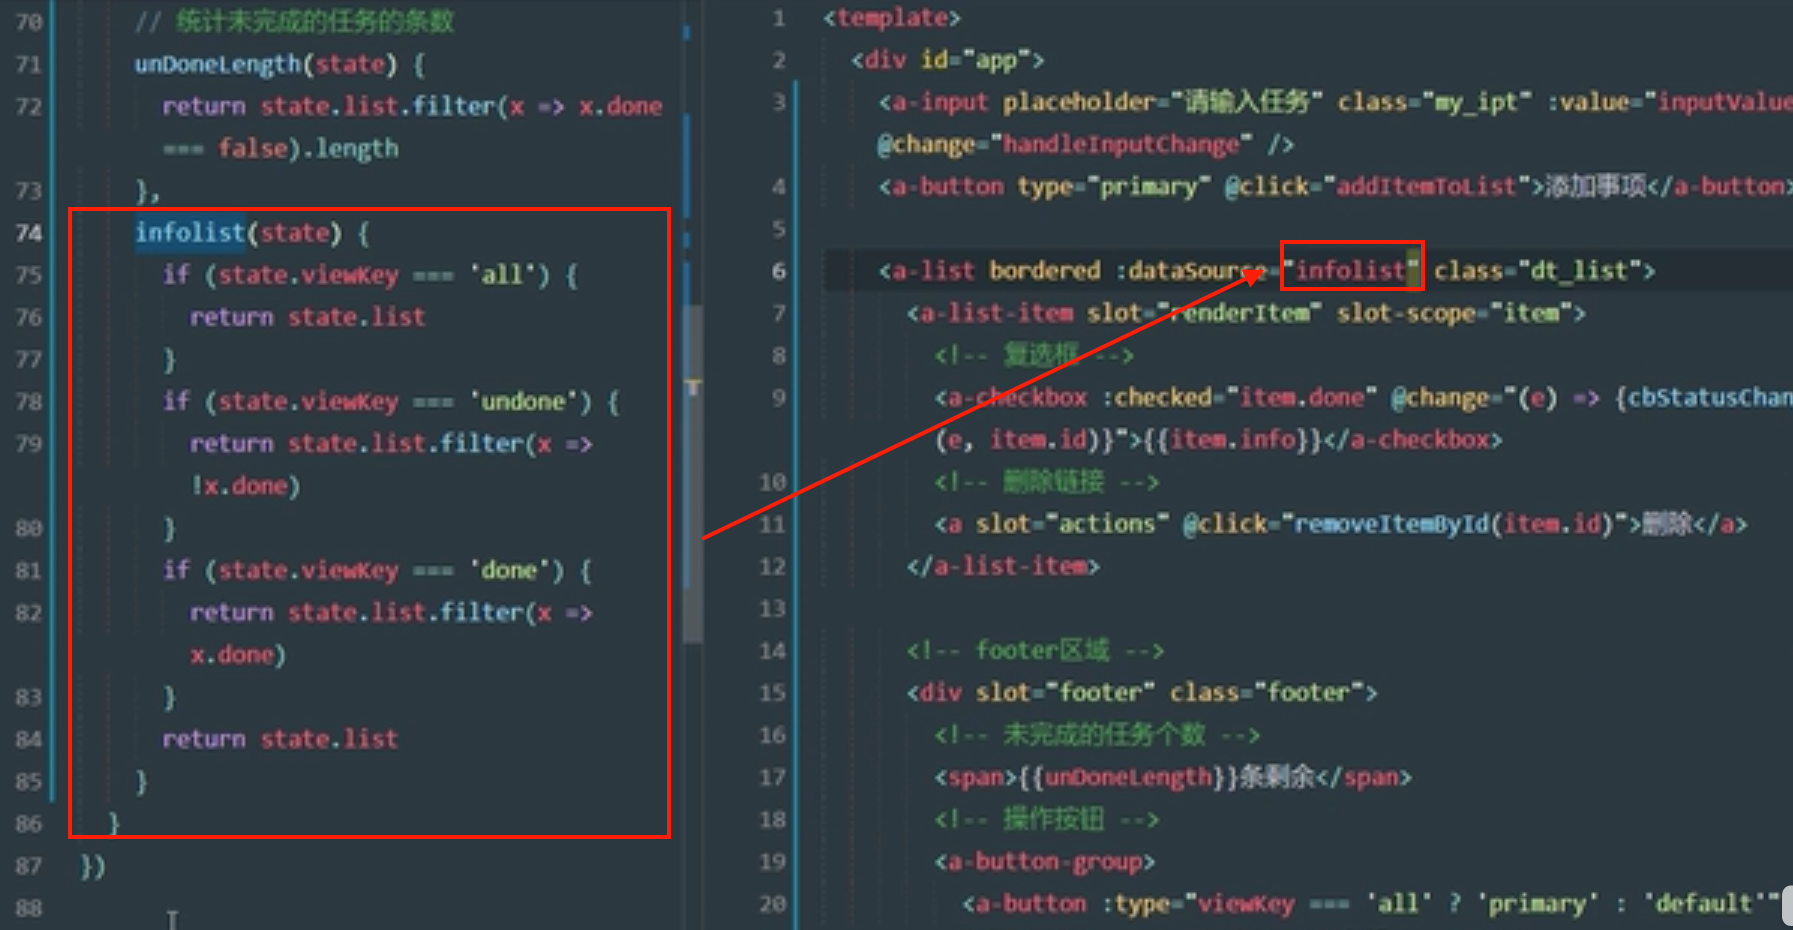 70 // 统计未完成的任务的条数
71 unDoneLength(state) {
72 return state.list.filter(x => x.done
=== false).length
73 },
74 infolist(state) {
75 if (state.viewKey === 'all') {
76 return state.list
77 }
78 if (state.viewKey === 'undone') {
79 return state.list.filter(x =>
!x.done)
80 }
81 if (state.viewKey === 'done') {
82 return state.list.filter(x =>
x.done)
83 }
84 return state.list
85 }
86 }
87 })
88
1 <template>
2 <div id="app">
3 <a-input placeholder="请输入任务" class="my_ipt" :value="inputValue
@change="handleInputChange" />
4 <a-button type="primary" @click="addItemToList">添加事项</a-button>
5
6 <a-list bordered :dataSource="infolist" class="dt_list">
7 <a-list-item slot="renderItem" slot-scope="item">
8 <!-- 复选框 -->
9 <a-checkbox :checked="item.done" @change="(e) => {cbStatusChan
(e, item.id)}">{{item.info}}</a-checkbox>
10 <!-- 删除链接 -->
11 <a slot="actions" @click="removeItemById(item.id)">删除</a>
12 </a-list-item>
13
14 <!-- footer区域 -->
15 <div slot="footer" class="footer">
16 <!-- 未完成的任务个数 -->
17 <span>{{unDoneLength}}条剩余</span>
18 <!-- 操作按钮 -->
19 <a-button-group>
20 <a-button :type="viewKey === 'all' ? 'primary' : 'default'"